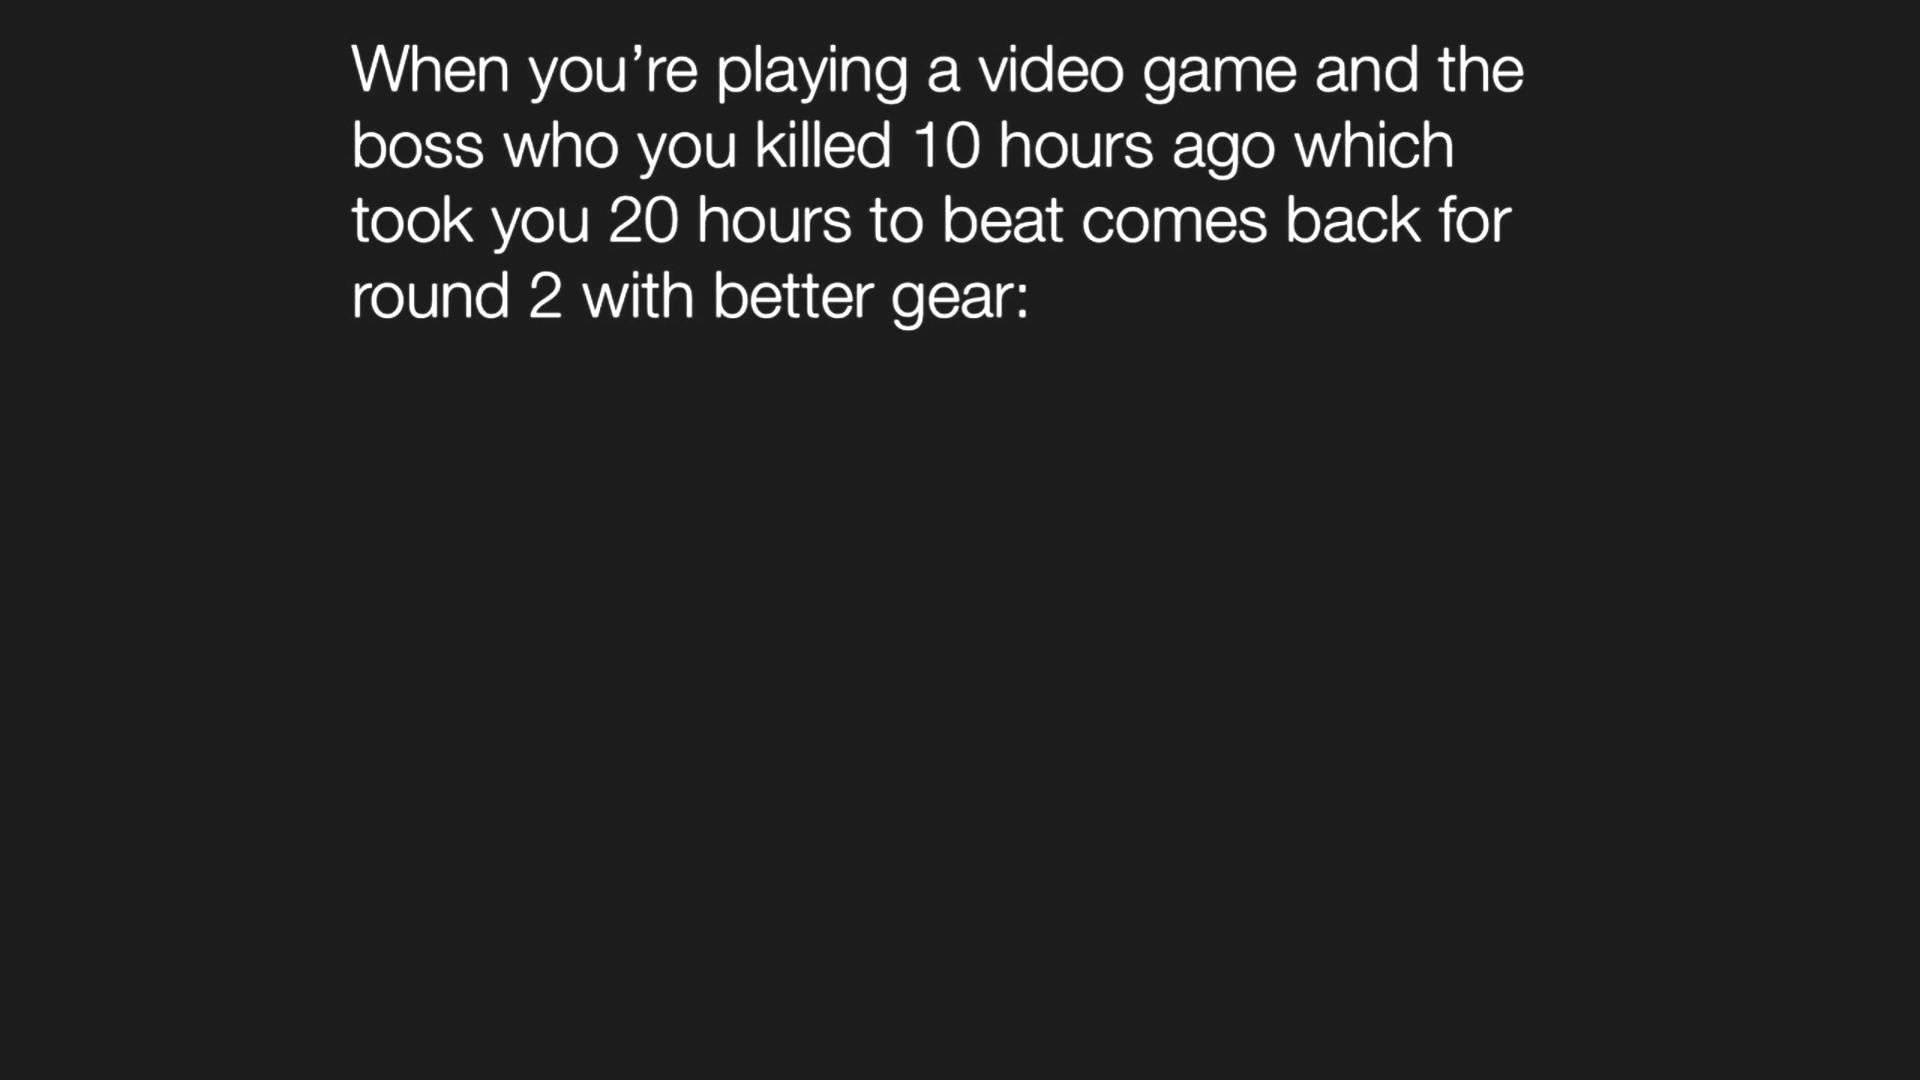 When you’re playing a video game and the
boss who you killed 10 hours ago which
took you 20 hours to beat comes back for
round 2 with better gear: